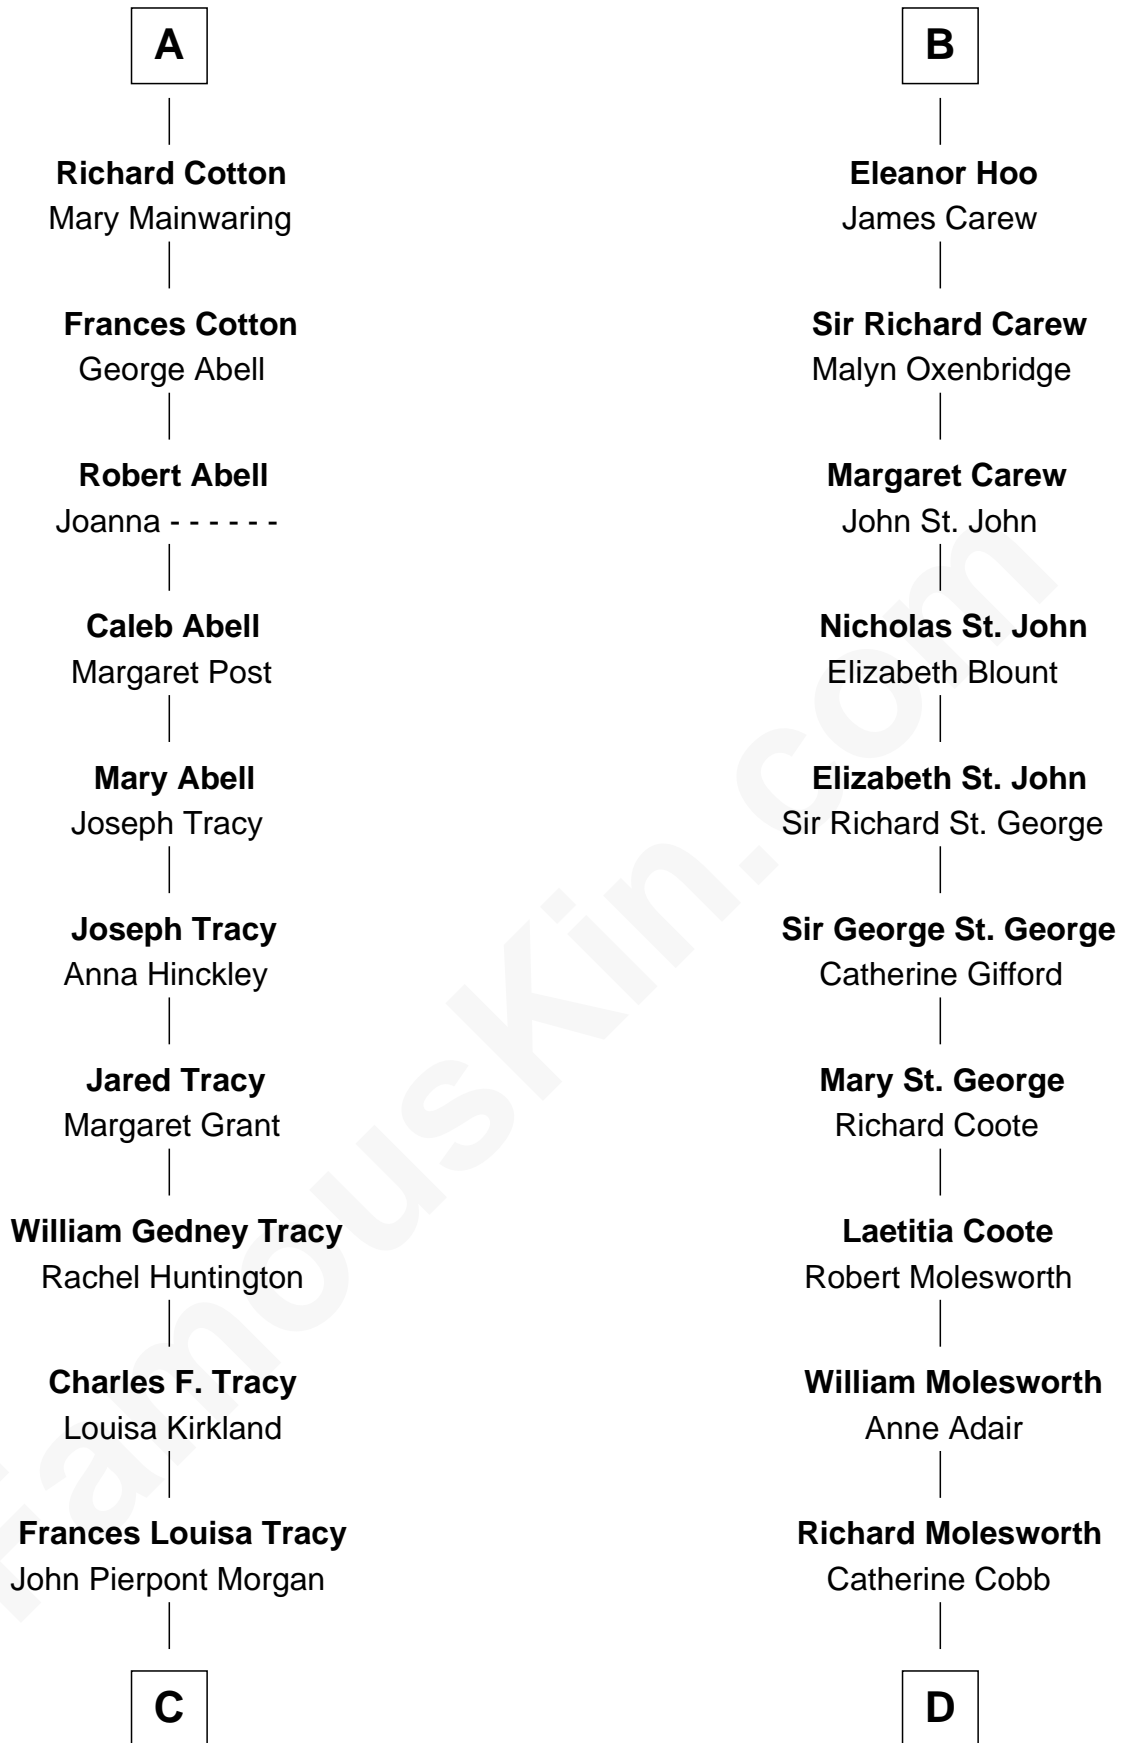 A
Richard Cotton
Mary Mainwaring
Frances Cotton
George Abell
Robert Abell
Joanna - - - - - -
Caleb Abell
Margaret Post
Mary Abell
Joseph Tracy
Joseph Tracy
Anna Hinckley
Jared Tracy
Margaret Grant
William Gedney Tracy
Rachel Huntington
Charles F. Tracy
Louisa Kirkland
Frances Louisa Tracy
John Pierpont Morgan
C
B
Eleanor Hoo
James Carew
Sir Richard Carew
Malyn Oxenbridge
Margaret Carew
John St. John
Nicholas St. John
Elizabeth Blount
Elizabeth St. John
Sir Richard St. George
Sir George St. George
Catherine Gifford
Mary St. George
Richard Coote
Laetitia Coote
Robert Molesworth
William Molesworth
Anne Adair
Richard Molesworth
Catherine Cobb
D
FamousKin.com